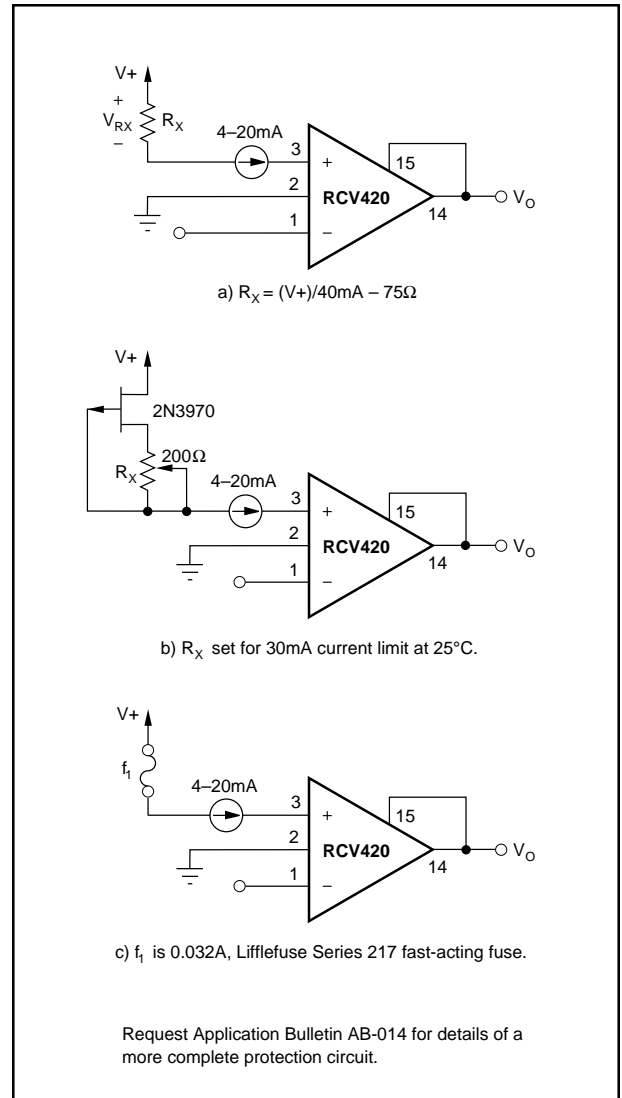 V+
+
V_RX R_X
–
4–20mA
3
+
15
2
RCV420
1
–
14
V_O
a) R_X = (V+)/40mA – 75Ω
V+
2N3970
200Ω
R_X
4–20mA
3
+
15
2
RCV420
1
–
14
V_O
b) R_X set for 30mA current limit at 25°C.
V+
f_1
4–20mA
3
+
15
2
RCV420
1
–
14
V_O
c) f_1 is 0.032A, Lifflefuse Series 217 fast-acting fuse.
Request Application Bulletin AB-014 for details of a
more complete protection circuit.